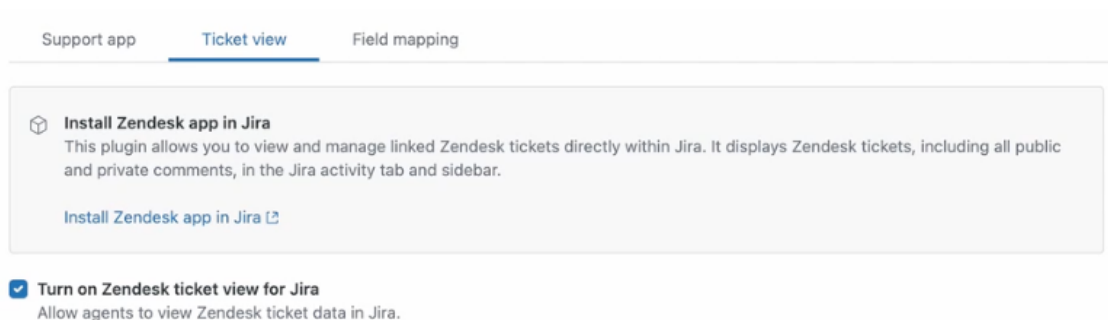 Support app Ticket view Field mapping
Install Zendesk app in Jira
This plugin allows you to view and manage linked Zendesk tickets directly within Jira. It displays Zendesk tickets, including all public
and private comments, in the Jira activity tab and sidebar.
Install Zendesk app in Jira
Turn on Zendesk ticket view for Jira
Allow agents to view Zendesk ticket data in Jira.